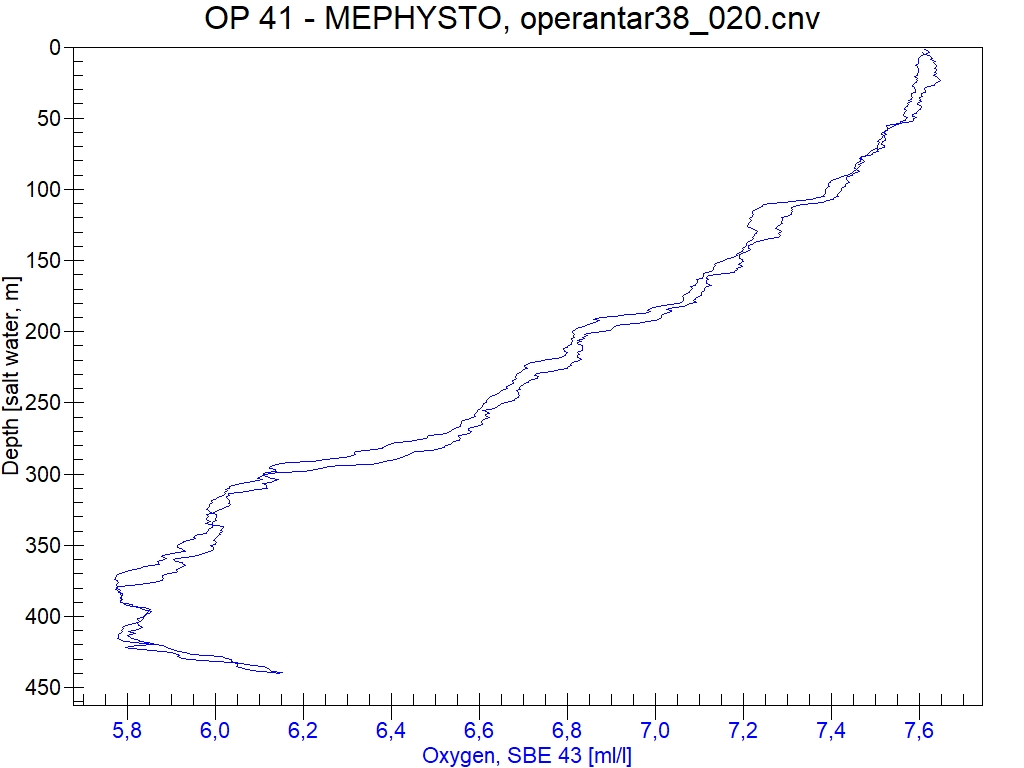 OP 41 - MEPHYSTO, operantar38_020.cnv
0
50
100
150
200
250
300
350
400
450
Depth [salt water, m]
5,8 6,0 6,2 6,4 6,6 6,8 7,0 7,2 7,4 7,6
Oxygen, SBE 43 [ml/l]